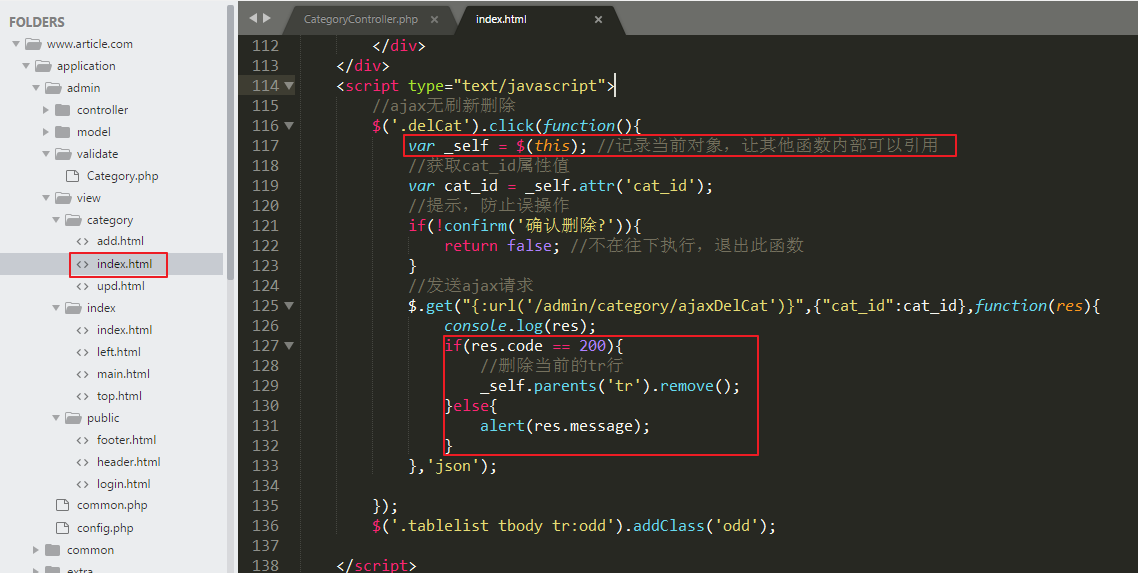 FOLDERS
www.article.com
application
admin
controller
model
validate
Category.php
view
category
<> add.html
<> index.html
<> upd.html
index
<> index.html
<> left.html
<> main.html
<> top.html
public
<> footer.html
<> header.html
<> login.html
common.php
config.php
common
extra
CategoryController.php ×
index.html ×
112 </div>
113 </div>
114 <script type="text/javascript">
115 //ajax无刷新删除
116 $('.delCat').click(function(){
117 var _self = $(this); //记录当前对象，让其他函数内部可以引用
118 //获取cat_id属性值
119 var cat_id = _self.attr('cat_id');
120 //提示，防止误操作
121 if(!confirm('确认删除?')){
122 return false; //不在往下执行，退出此函数
123 }
124 //发送ajax请求
125 $.get("{:url('/admin/category/ajaxDelCat')}",{"cat_id":cat_id},function(res){
126 console.log(res);
127 if(res.code == 200){
128 //删除当前的tr行
129 _self.parents('tr').remove();
130 }else{
131 alert(res.message);
132 }
133 },'json');
134
135 });
136 $('.tablelist tbody tr:odd').addClass('odd');
137
138 </script>